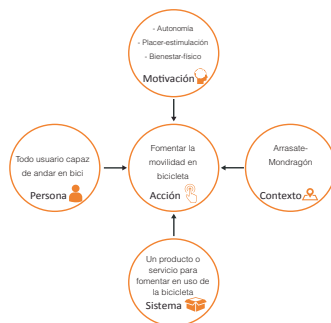 - Autonomía
- Placer-estimulación
- Bienestar-físico
Motivación
Todo usuario capaz
de andar en bici
Persona
Fomentar la
movilidad en
bicicleta
Acción
Arrasate-
Mondragón
Contexto
Un producto o
servicio para
fomentar en uso de
la bicicleta
Sistema